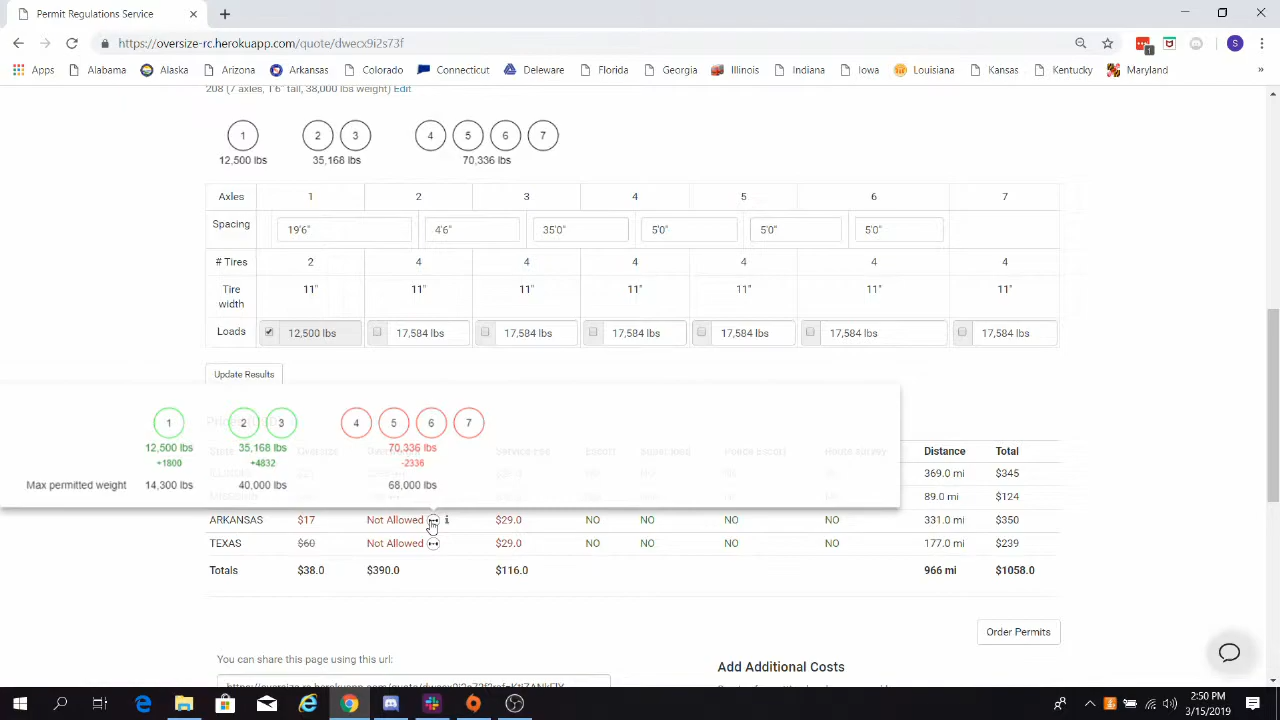 Permit Regulations Service
https://oversize-rc.herokuapp.com/quote/dwecx9i2s73f
1
S
Apps Alabama Alaska Arizona Arkansas Colorado Connecticut Deleware Florida Georgia Illinois Indiana Iowa Louisiana Kansas Kentucky Maryland »
208 (7 axles, 1'6" tall, 38,000 lbs weight) Edit
1 2 3 4 5 6 7
12,500 lbs 35,168 lbs 70,336 lbs
Axles 1 2 3 4 5 6 7
Spacing 19'6" 4'6" 35'0" 5'0" 5'0" 5'0"
# Tires 2 4 4 4 4 4 4
Tire width 11" 11" 11" 11" 11" 11" 11"
Loads 12,500 lbs 17,584 lbs 17,584 lbs 17,584 lbs 17,584 lbs 17,584 lbs 17,584 lbs
Update Results
1 2 3 4 5 6 7
12,500 lbs 35,168 lbs 70,336 lbs
+1800 +4832 -2336
Max permitted weight 14,300 lbs 40,000 lbs 68,000 lbs
Distance Total
369.0 mi $345
89.0 mi $124
ARKANSAS $17 Not Allowed i $29.0 NO NO NO NO 331.0 mi $350
TEXAS $60 Not Allowed $29.0 NO NO NO NO 177.0 mi $239
Totals $38.0 $390.0 $116.0 966 mi $1058.0
Order Permits
You can share this page using this url:
Add Additional Costs
2:50 PM
3/15/2019